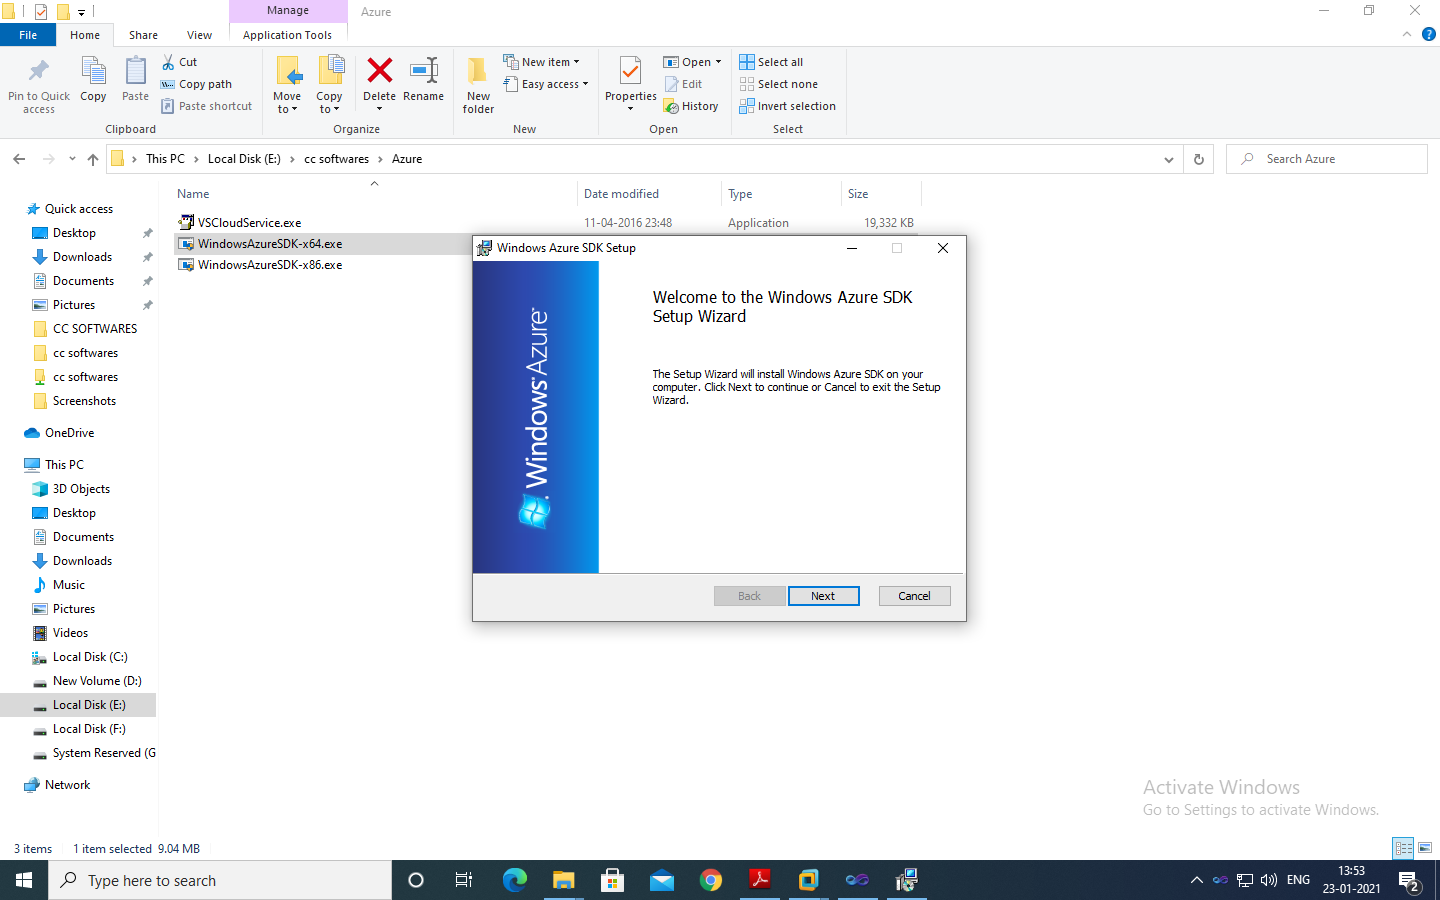 Manage
Azure
File
Home
Share
View
Application Tools
Pin to Quick
access
Copy
Paste
Cut
Copy path
Paste shortcut
Clipboard
Move
to
Copy
to
Delete
Rename
Organize
New
folder
New item
Easy access
New
Properties
Open
Edit
History
Open
Select all
Select none
Invert selection
Select
This PC
Local Disk (E:)
cc softwares
Azure
Search Azure
Name
Date modified
Type
Size
VSCloudService.exe
11-04-2016 23:48
Application
19,332 KB
WindowsAzureSDK-x64.exe
WindowsAzureSDK-x86.exe
Quick access
Desktop
Downloads
Documents
Pictures
CC SOFTWARES
cc softwares
cc softwares
Screenshots
OneDrive
This PC
3D Objects
Desktop
Documents
Downloads
Music
Pictures
Videos
Local Disk (C:)
New Volume (D:)
Local Disk (E:)
Local Disk (F:)
System Reserved (G
Network
Windows Azure SDK Setup
Windows Azure™
Welcome to the Windows Azure SDK
Setup Wizard
The Setup Wizard will install Windows Azure SDK on your
computer. Click Next to continue or Cancel to exit the Setup
Wizard.
Back
Next
Cancel
Activate Windows
Go to Settings to activate Windows.
3 items
1 item selected 9.04 MB
Type here to search
ENG
13:53
23-01-2021
2